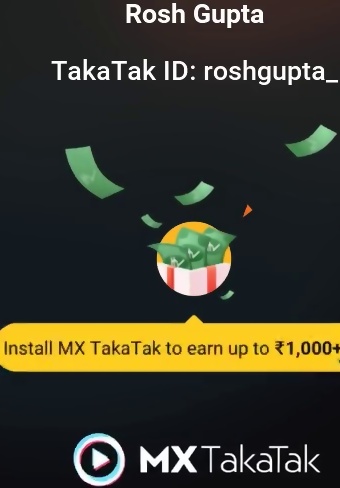 Rosh Gupta
TakaTak ID: roshgupta_
Install MX TakaTak to earn up to ₹1,000+
MX TakaTak